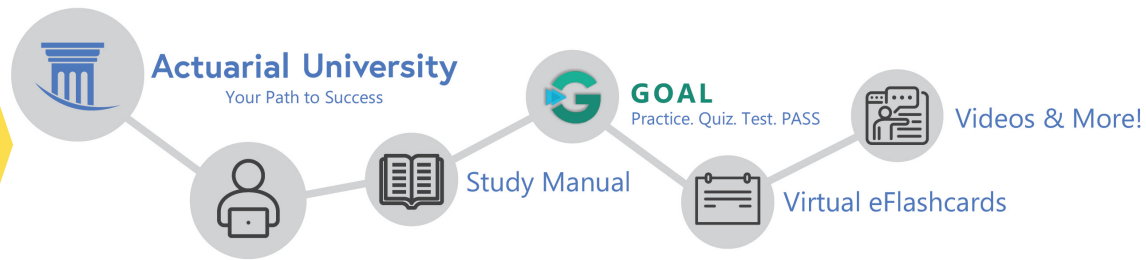 Actuarial University
Your Path to Success
GOAL
Practice. Quiz. Test. PASS
Videos & More!
Study Manual
Virtual eFlashcards